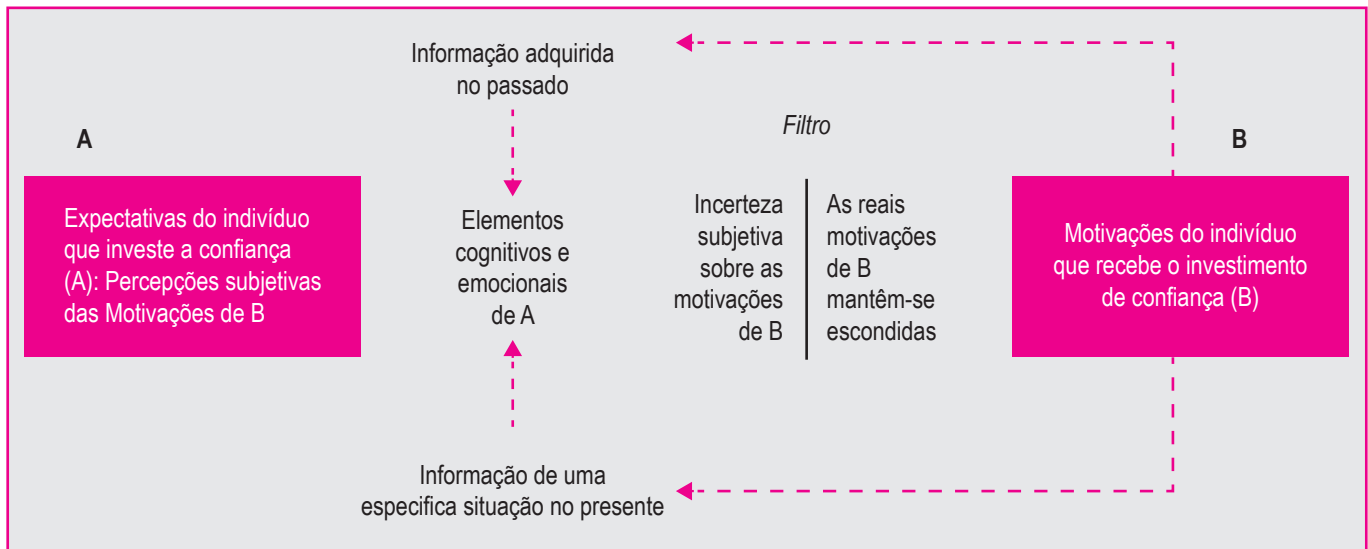 Informação adquirida
no passado
A
Filtro
B
Expectativas do indivíduo
que investe a confiança
(A): Percepções subjetivas
das Motivações de B
Elementos
cognitivos e
emocionais
de A
Incerteza
subjetiva
sobre as
motivações
de B
As reais
motivações
de B
mantêm-se
escondidas
Motivações do indivíduo
que recebe o investimento
de confiança (B)
Informação de uma
especifica situação no presente